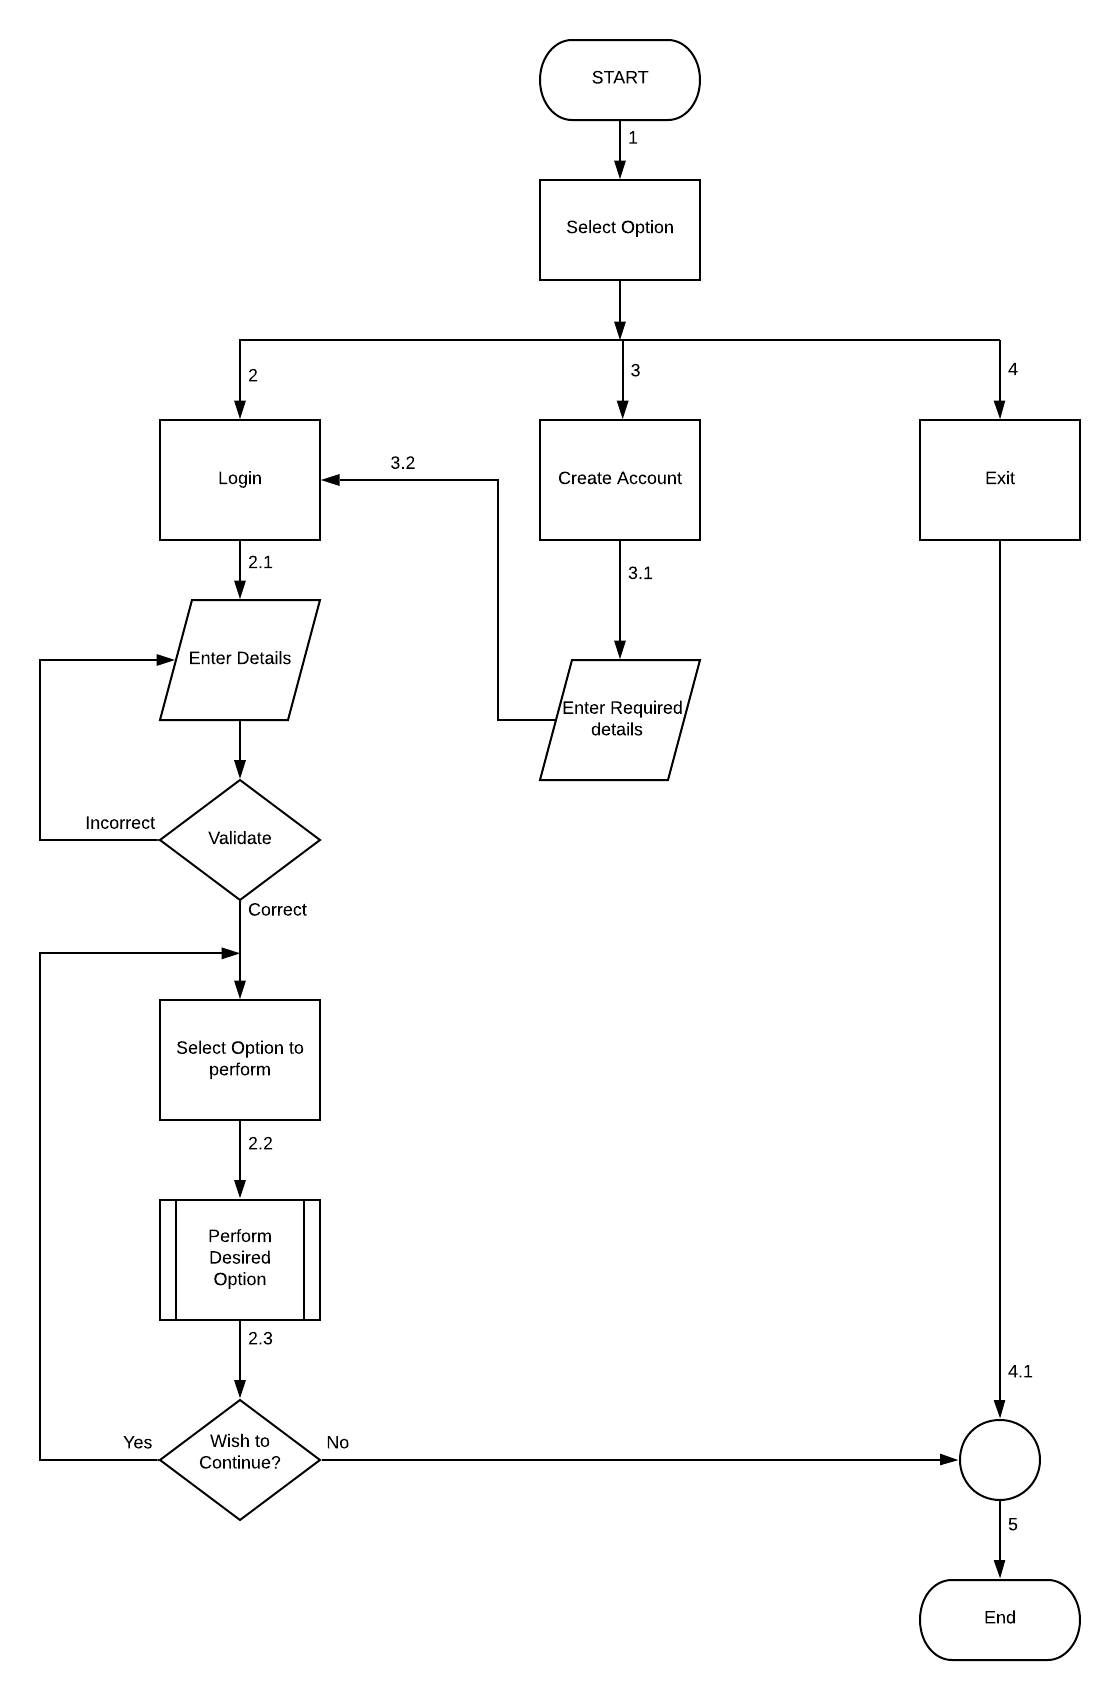 START
1
Select Option
2
3
4
Login
3.2
Create Account
Exit
2.1
3.1
Enter Details
Enter Required
details
Incorrect
Validate
Correct
Select Option to
perform
2.2
Perform
Desired
Option
2.3
4.1
Yes
Wish to
Continue?
No
5
End